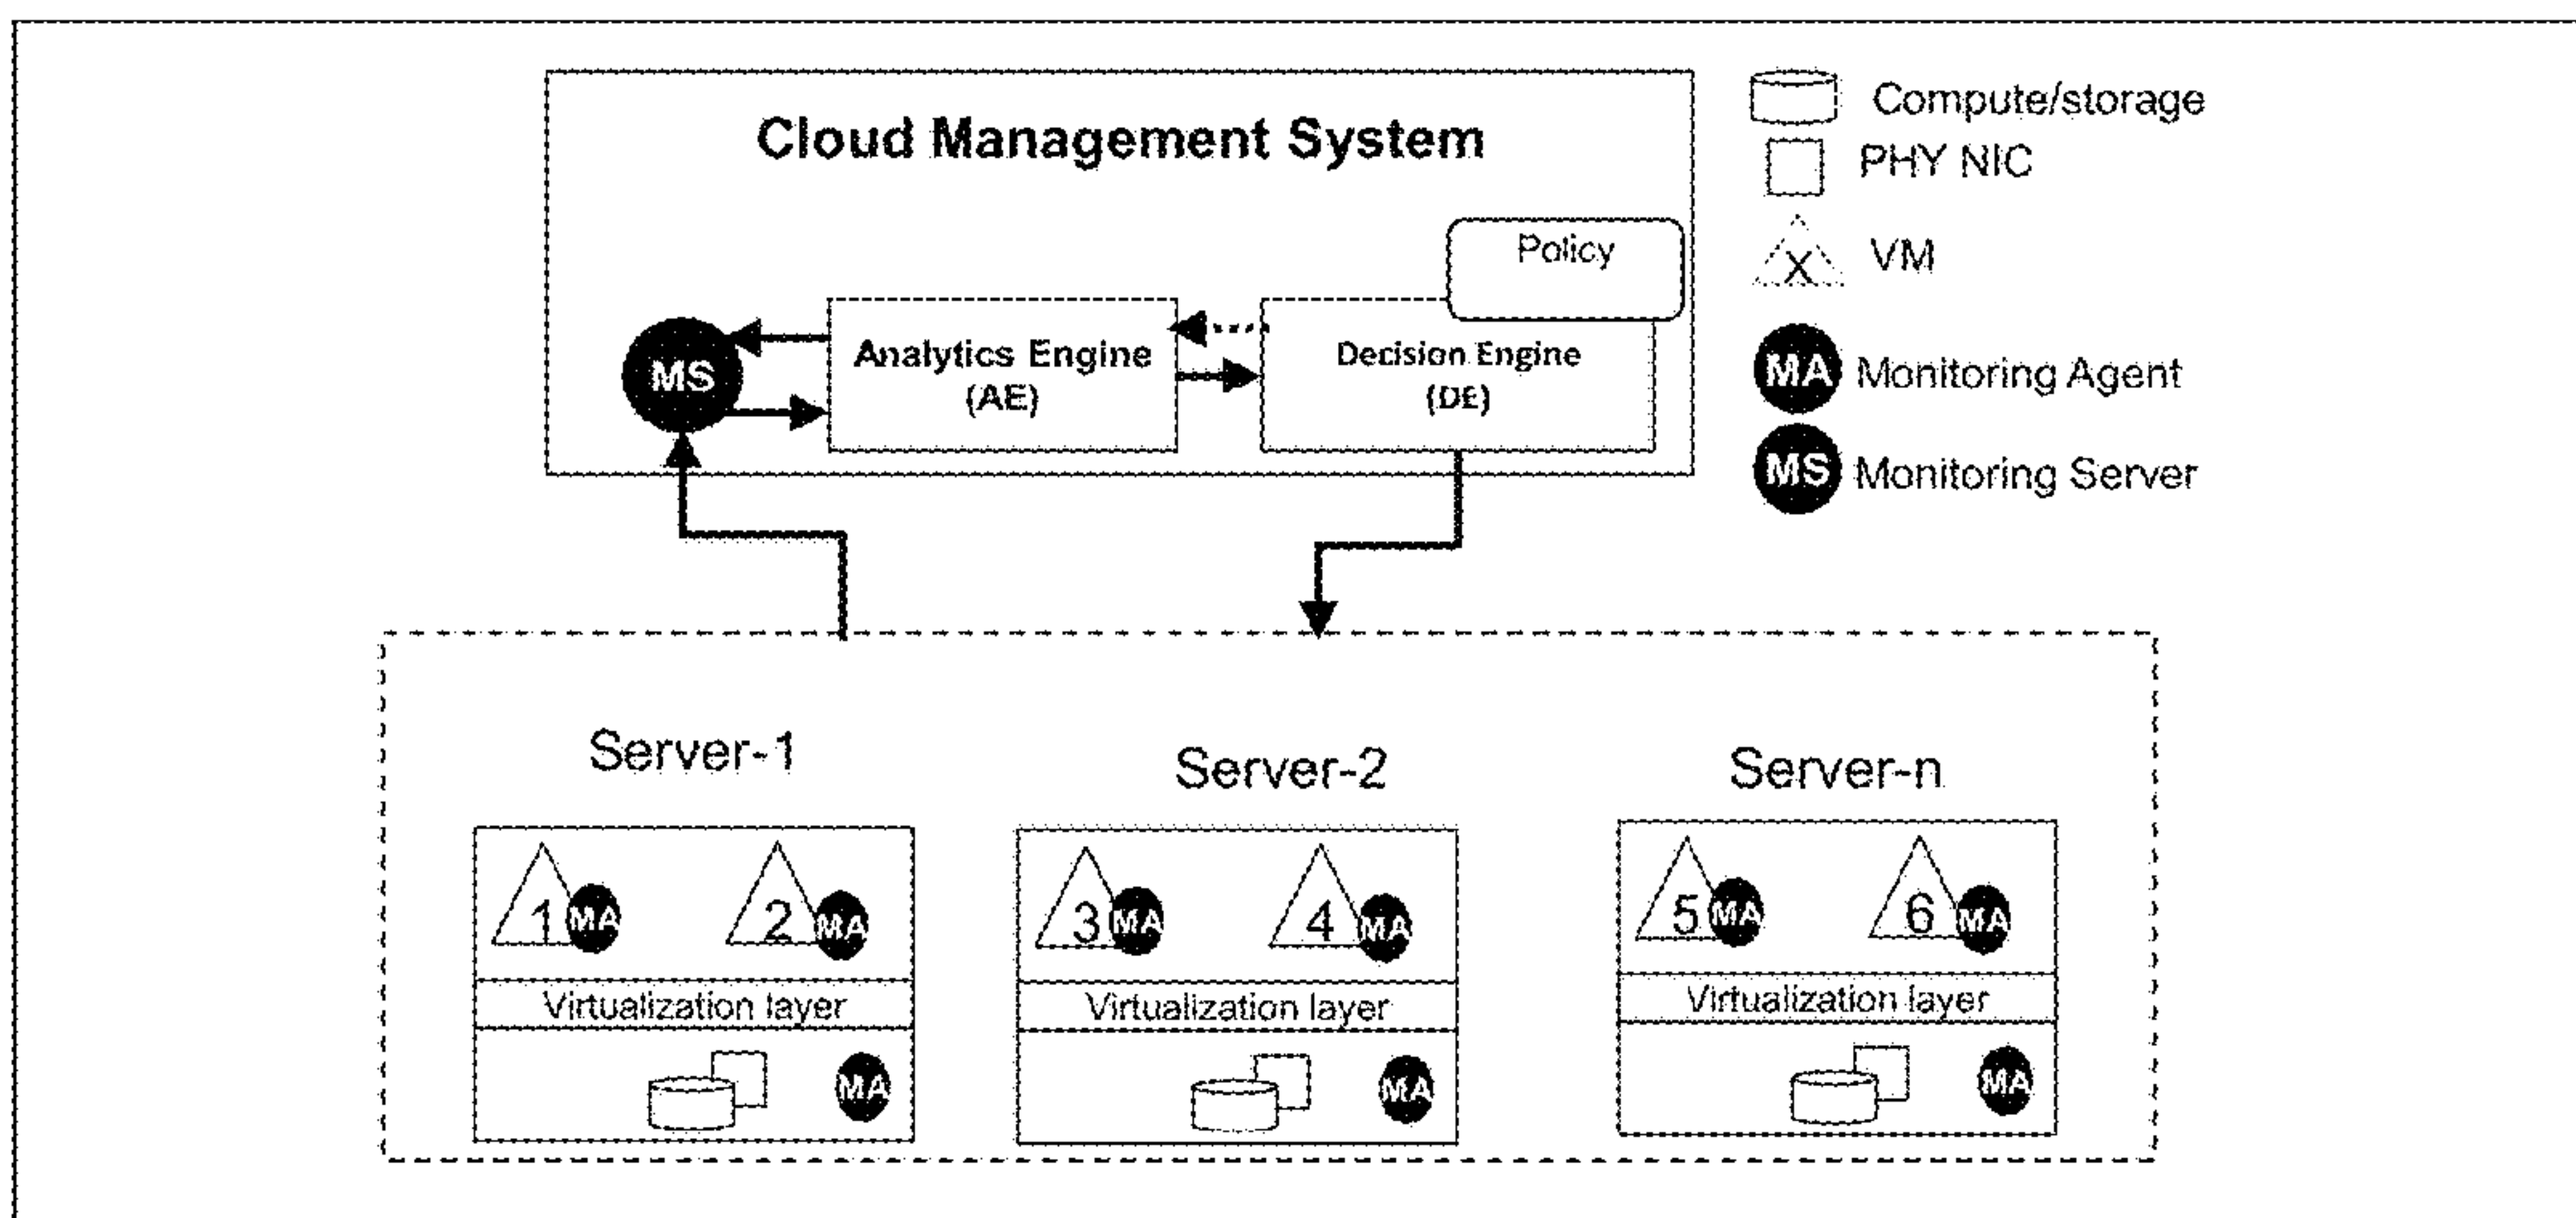 Cloud Management System
Policy
MS
Analytics Engine
(AE)
Decision Engine
(DE)
Compute/storage
PHY NIC
X
VM
MA
Monitoring Agent
MS
Monitoring Server
Server-1
1
MA
2
MA
Virtualization layer
MA
Server-2
3
MA
4
MA
Virtualization layer
MA
Server-n
5
MA
6
MA
Virtualization layer
MA